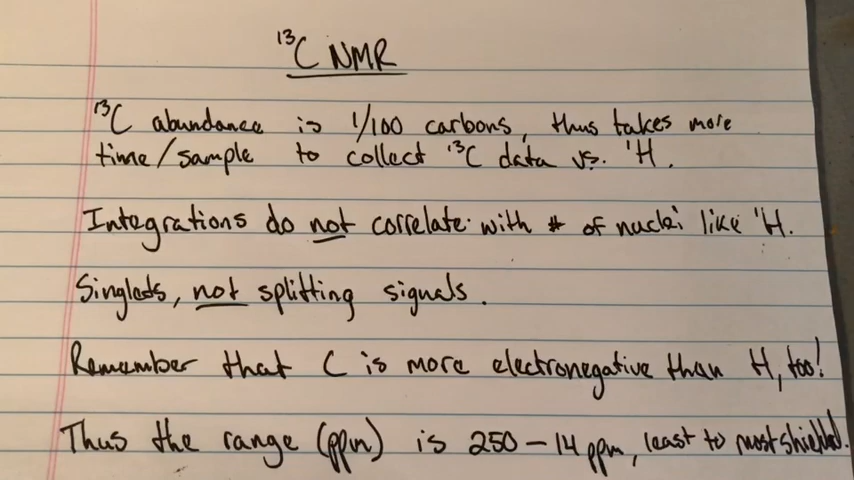 ¹³C NMR
¹³C abundance is 1/100 carbons, thus takes more
time/sample to collect ¹³C data vs. ¹H.
Integrations do not correlate with # of nuclei like ¹H.
Singlets, not splitting signals.
Remember that C is more electronegative than H, too!
Thus the range (ppm) is 250 – 14 ppm, least to most shielded.